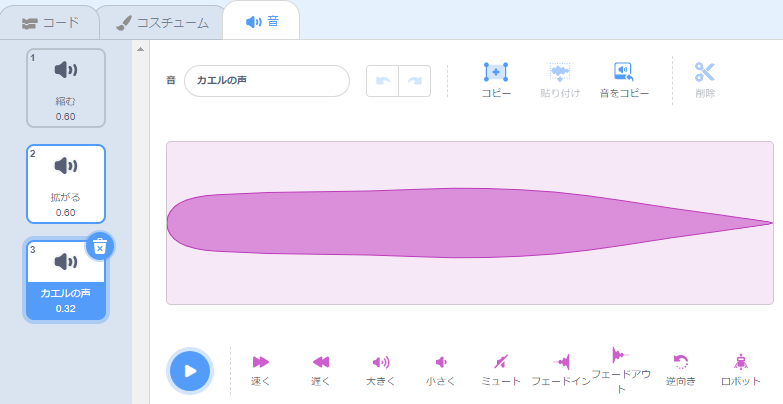 コード
コスチューム
音
1
縮む
0.60
2
拡がる
0.60
3
カエルの声
0.32
音
カエルの声
コピー
貼り付け
音をコピー
削除
速く
遅く
大きく
小さく
ミュート
フェードイン
フェードアウ
ト
逆向き
ロボット